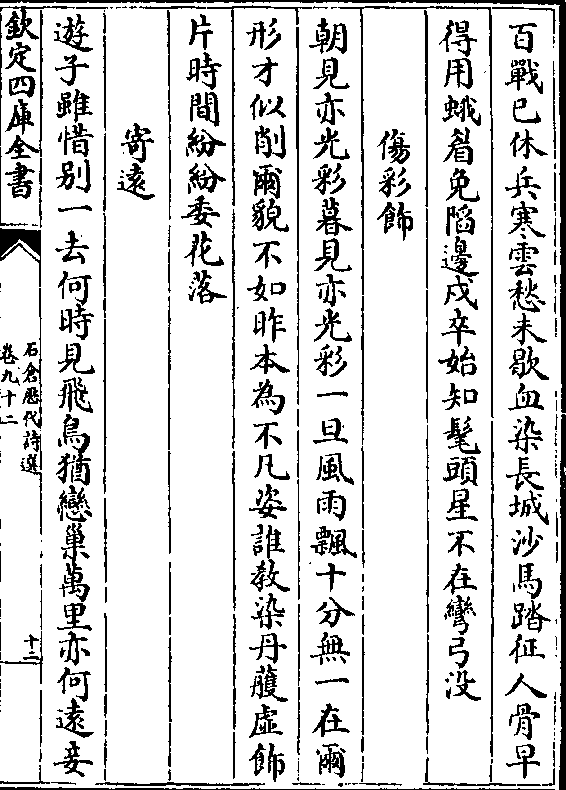 百戰已休兵寒雲愁未歇血染長城沙馬踏征人骨早
得用蛾眉免陷邊戍卒始知髦頭星不在彎弓没
傷彩飾
朝見亦光彩暮見亦光彩一旦風雨飄十分無一在爾
形才似削爾貌不如昨本為不凡姿誰教染丹雘虛飾
片時間紛紛委花落
寄遠
遊子雖惜别一去何時見飛鳥猶戀巢萬里亦何遠妾
欽定四庫全書
石倉歴代詩選
卷九十二
十二